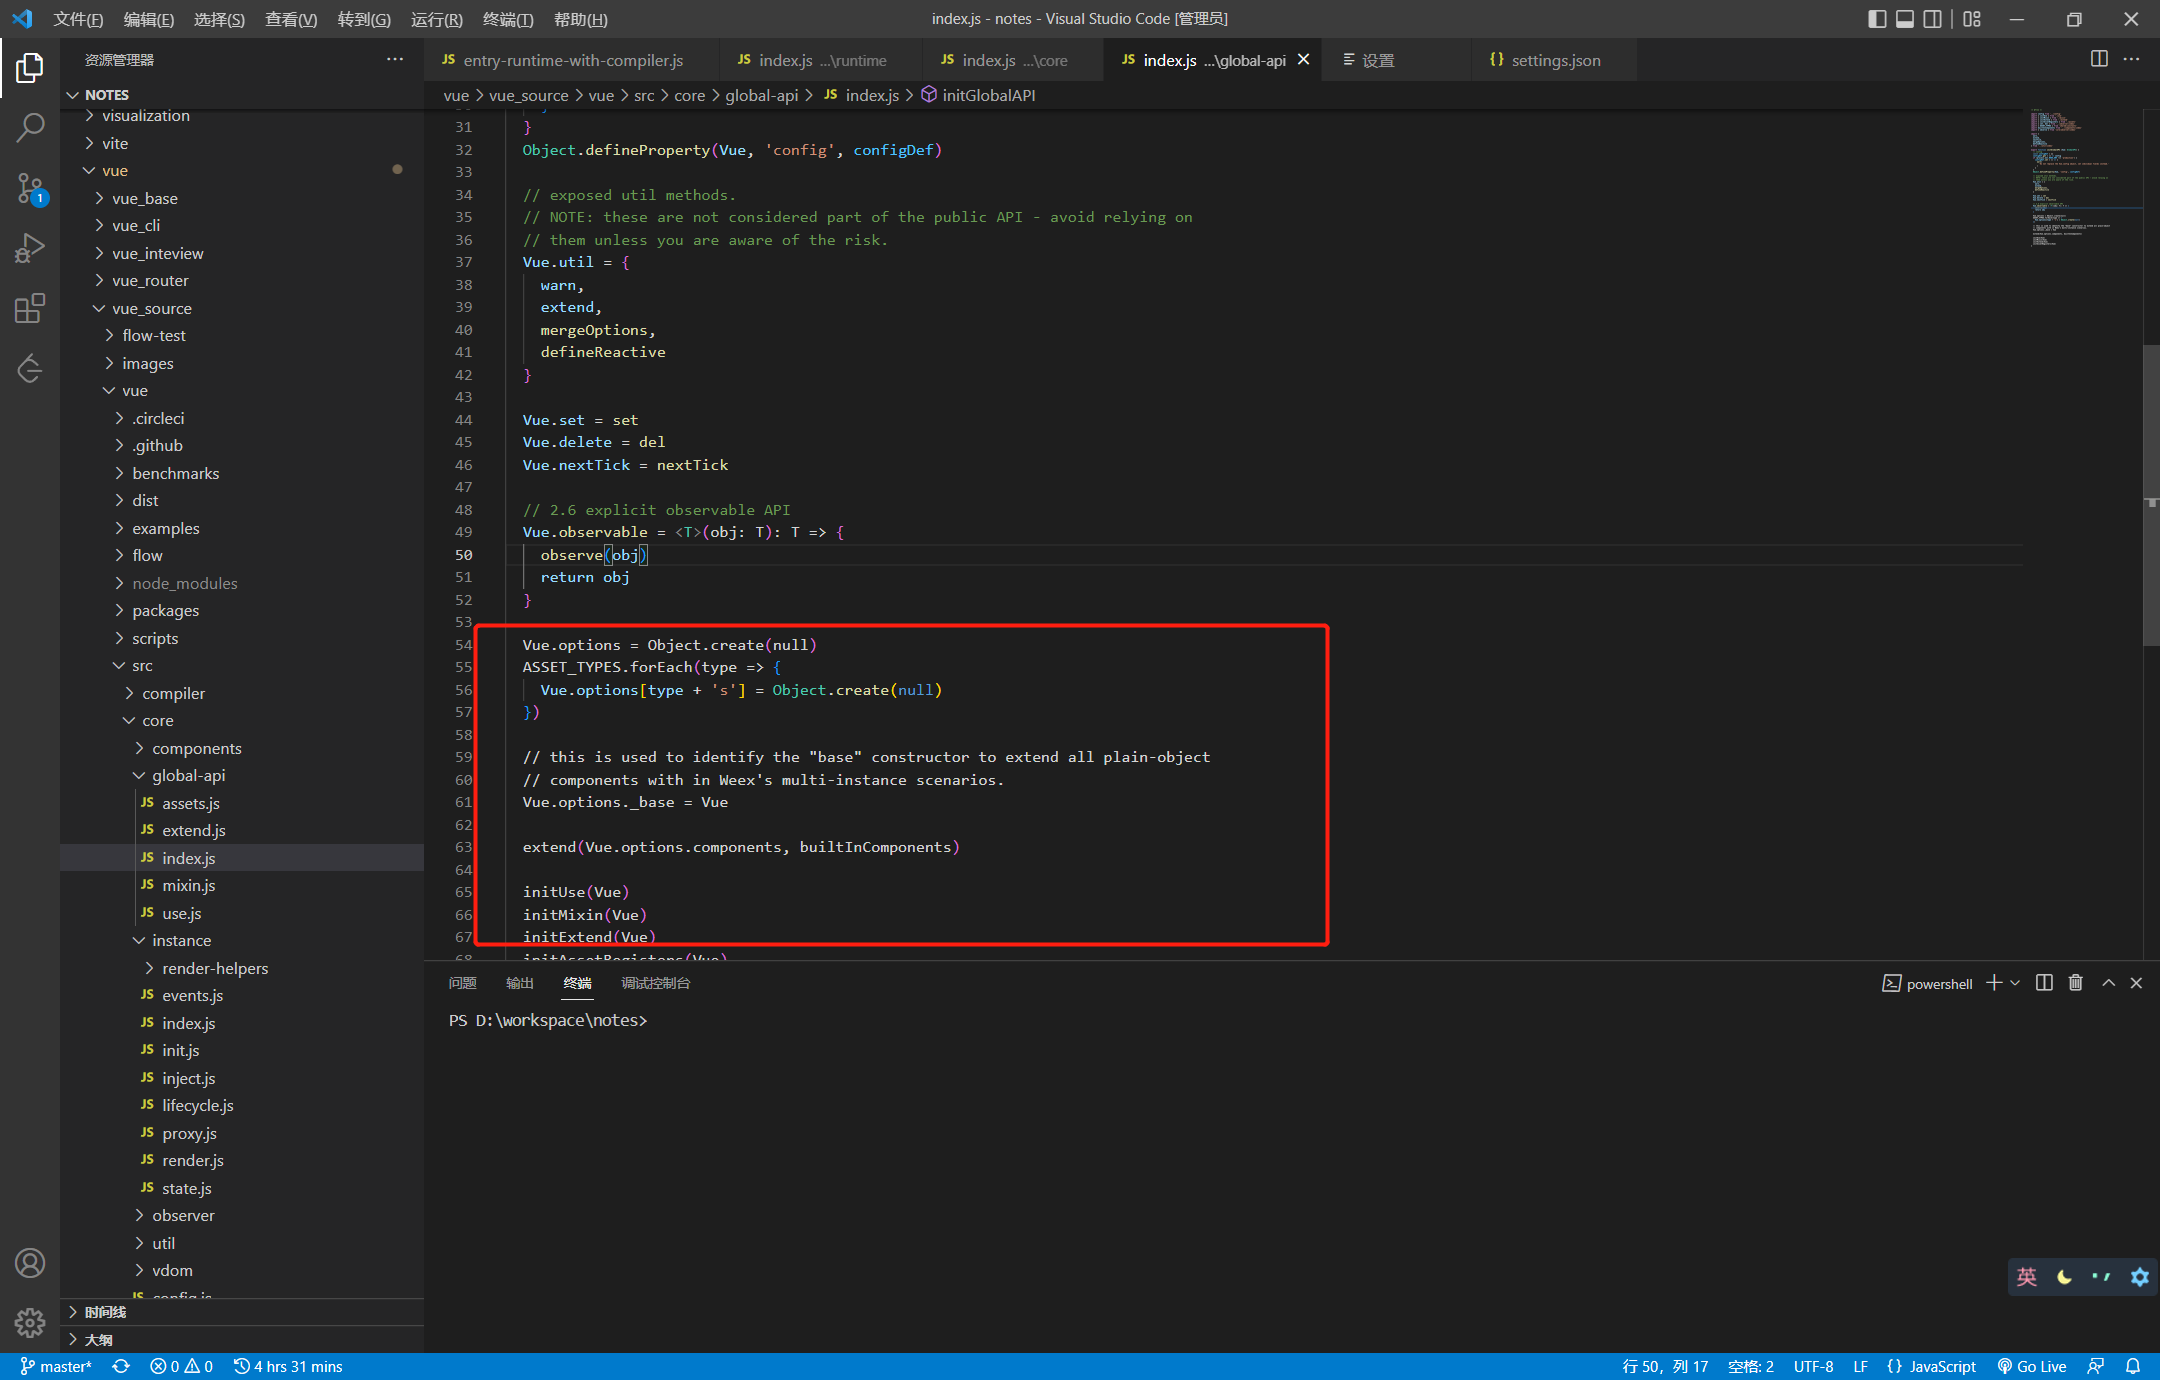 文件(F) 编辑(E) 选择(S) 查看(V) 转到(G) 运行(R) 终端(T) 帮助(H) index.js - notes - Visual Studio Code [管理员]
资源管理器
JS entry-runtime-with-compiler.js JS index.js ...\runtime JS index.js ...\core JS index.js ...\global-api 设置 {} settings.json
NOTES
vue > vue_source > vue > src > core > global-api > JS index.js > initGlobalAPI
visualization
vite
vue
vue_base
vue_cli
vue_inteview
vue_router
vue_source
flow-test
images
vue
.circleci
.github
benchmarks
dist
examples
flow
node_modules
packages
scripts
src
compiler
core
components
global-api
JS assets.js
JS extend.js
JS index.js
JS mixin.js
JS use.js
instance
render-helpers
JS events.js
JS index.js
JS init.js
JS inject.js
JS lifecycle.js
JS proxy.js
JS render.js
JS state.js
observer
util
vdom
JS config.js
时间线
大纲
1
31 }
32 Object.defineProperty(Vue, 'config', configDef)
33
34 // exposed util methods.
35 // NOTE: these are not considered part of the public API - avoid relying on
36 // them unless you are aware of the risk.
37 Vue.util = {
38 warn,
39 extend,
40 mergeOptions,
41 defineReactive
42 }
43
44 Vue.set = set
45 Vue.delete = del
46 Vue.nextTick = nextTick
47
48 // 2.6 explicit observable API
49 Vue.observable = <T>(obj: T): T => {
50 observe(obj)
51 return obj
52 }
53
54 Vue.options = Object.create(null)
55 ASSET_TYPES.forEach(type => {
56 Vue.options[type + 's'] = Object.create(null)
57 })
58
59 // this is used to identify the "base" constructor to extend all plain-object
60 // components with in Weex's multi-instance scenarios.
61 Vue.options._base = Vue
62
63 extend(Vue.options.components, builtInComponents)
64
65 initUse(Vue)
66 initMixin(Vue)
67 initExtend(Vue)
68 initAssetRegisters(Vue)
问题 输出 终端 调试控制台 powershell
PS D:\workspace\notes>
英
master* 0 0 4 hrs 31 mins 行 50，列 17 空格: 2 UTF-8 LF {} JavaScript Go Live